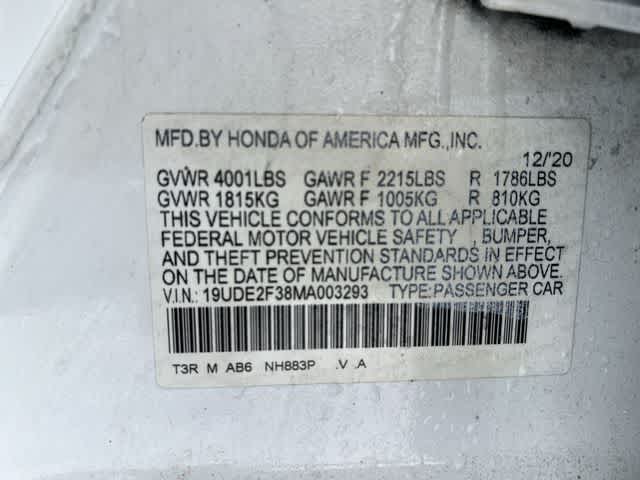 MFD.BY HONDA OF AMERICA MFG.,INC.
12/'20
GVWR 4001LBS GAWR F 2215LBS R 1786LBS
GVWR 1815KG GAWR F 1005KG R 810KG
THIS VEHICLE CONFORMS TO ALL APPLICABLE
FEDERAL MOTOR VEHICLE SAFETY , BUMPER,
AND THEFT PREVENTION STANDARDS IN EFFECT
ON THE DATE OF MANUFACTURE SHOWN ABOVE.
V.I.N.: 19UDE2F38MA003293 TYPE:PASSENGER CAR
T3R M AB6 NH883P .V .A